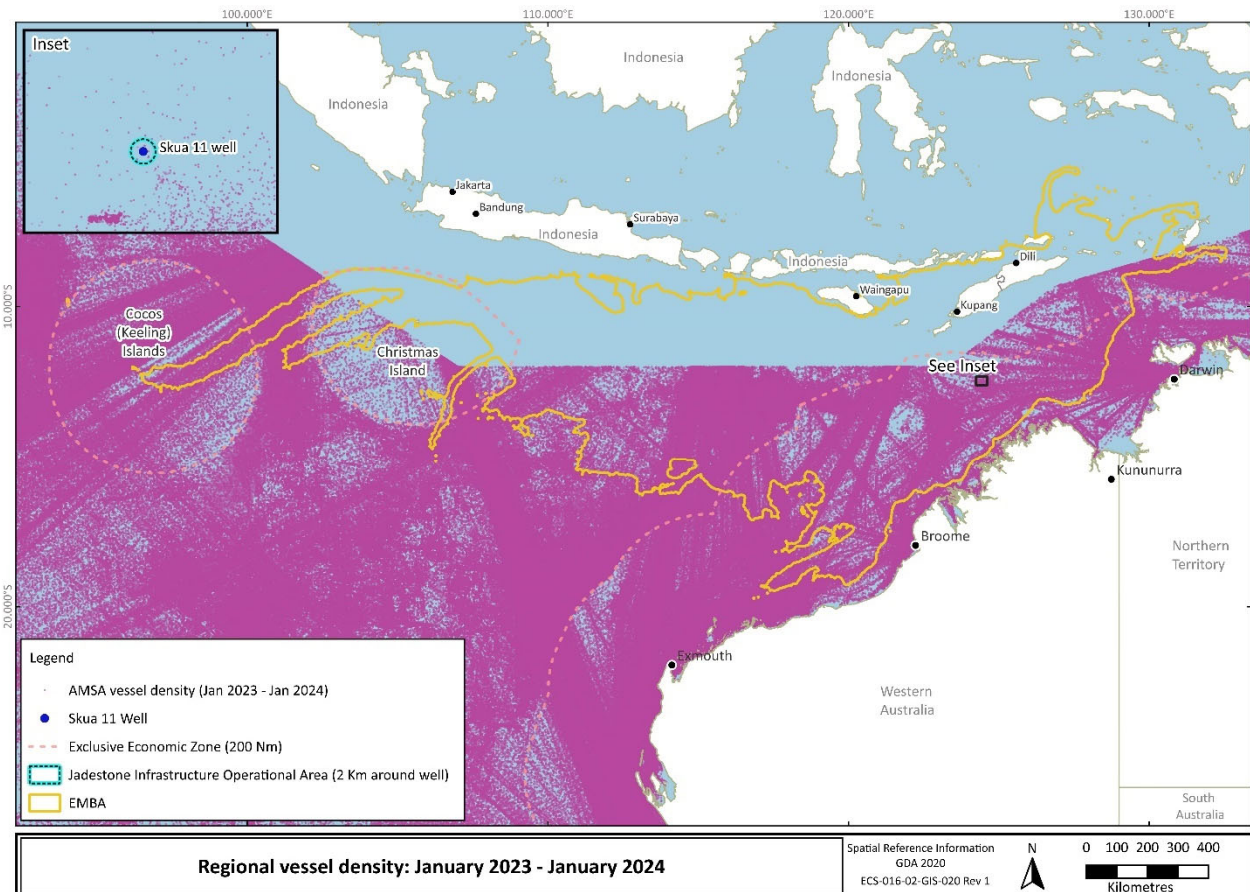 100.000°E
110.000°E
120.000°E
130.000°E
Inset
Skua 11 well
Indonesia
Indonesia
Indonesia
Jakarta
Bandung
Surabaya
Indonesia
Indonesia
Dili
Waingapu
Kupang
10.000°S
Cocos
(Keeling)
Islands
Christmas
Island
See Inset
Darwin
Kununurra
Broome
Northern
Territory
20.000°S
Exmouth
Western
Australia
South
Australia
Legend
AMSA vessel density (Jan 2023 - Jan 2024)
Skua 11 Well
Exclusive Economic Zone (200 Nm)
Jadestone Infrastructure Operational Area (2 Km around well)
EMBA
Regional vessel density: January 2023 - January 2024
Spatial Reference Information
GDA 2020
ECS-016-02-GIS-020 Rev 1
N
0 100 200 300 400
Kilometres